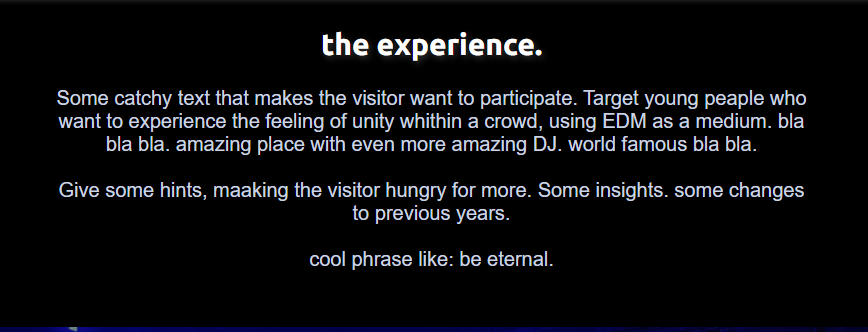 the experience.
Some catchy text that makes the visitor want to participate. Target young peaple who
want to experience the feeling of unity whithin a crowd, using EDM as a medium. bla
bla bla. amazing place with even more amazing DJ. world famous bla bla.
Give some hints, maaking the visitor hungry for more. Some insights. some changes
to previous years.
cool phrase like: be eternal.